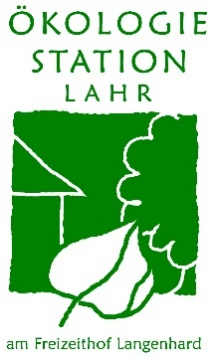 ÖKOLOGIE
STATION
LAHR
am Freizeithof Langenhard